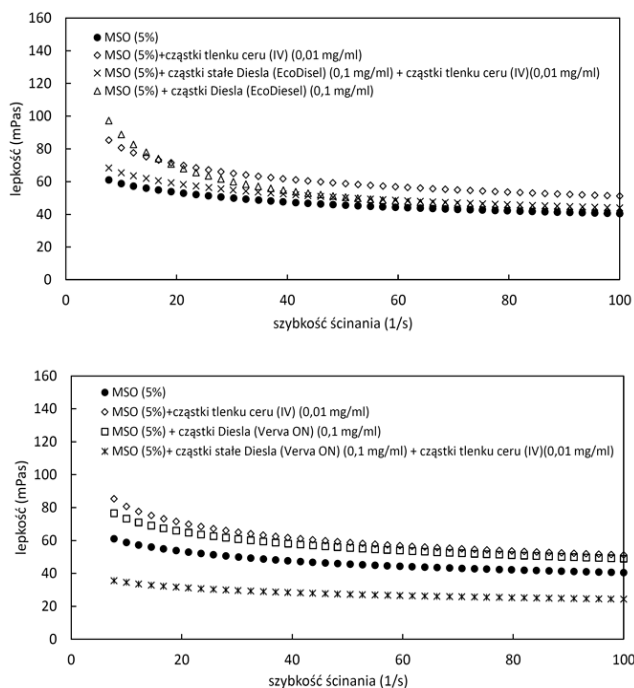 160
140
120
100
80
60
40
20
0
lepkość (mPas)
MSO (5%)
MSO (5%)+cząstki tlenku ceru (IV) (0,01 mg/ml)
MSO (5%)+ cząstki stałe Diesla (EcoDisel) (0,1 mg/ml) + cząstki tlenku ceru (IV)(0,01 mg/ml)
MSO (5%) + cząstki Diesla (EcoDiesel) (0,1 mg/ml)
0 20 40 60 80 100
szybkość ścinania (1/s)
160
140
120
100
80
60
40
20
0
lepkość (mPas)
MSO (5%)
MSO (5%)+cząstki tlenku ceru (IV) (0,01 mg/ml)
MSO (5%) + cząstki Diesla (Verva ON) (0,1 mg/ml)
MSO (5%)+ cząstki stałe Diesla (Verva ON) (0,1 mg/ml) + cząstki tlenku ceru (IV)(0,01 mg/ml)
0 20 40 60 80 100
szybkość ścinania (1/s)